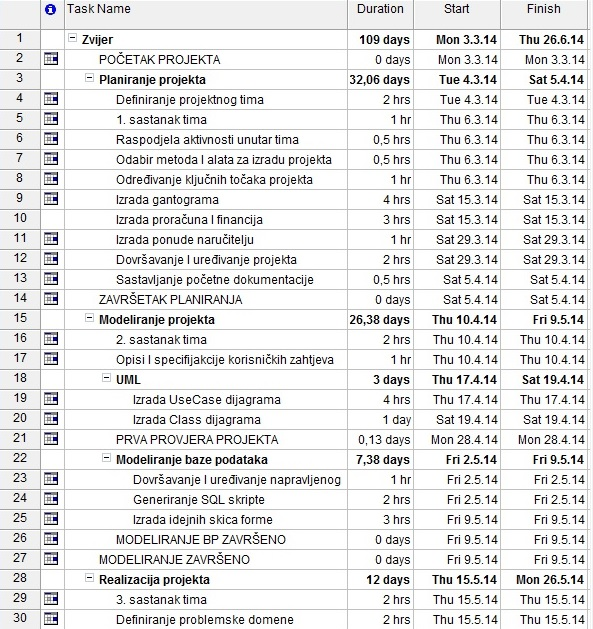 Task Name Duration Start Finish
1 Zvijer 109 days Mon 3.3.14 Thu 26.6.14
2 POČETAK PROJEKTA 0 days Mon 3.3.14 Mon 3.3.14
3 Planiranje projekta 32,06 days Tue 4.3.14 Sat 5.4.14
4 Definiranje projektnog tima 2 hrs Tue 4.3.14 Tue 4.3.14
5 1. sastanak tima 1 hr Thu 6.3.14 Thu 6.3.14
6 Raspodjela aktivnosti unutar tima 0,5 hrs Thu 6.3.14 Thu 6.3.14
7 Odabir metoda I alata za izradu projekta 0,5 hrs Thu 6.3.14 Thu 6.3.14
8 Određivanje ključnih točaka projekta 1 hr Thu 6.3.14 Thu 6.3.14
9 Izrada gantograma 4 hrs Sat 15.3.14 Sat 15.3.14
10 Izrada proračuna I financija 3 hrs Sat 15.3.14 Sat 15.3.14
11 Izrada ponude naručitelju 1 hr Sat 29.3.14 Sat 29.3.14
12 Dovršavanje I uređivanje projekta 2 hrs Sat 29.3.14 Sat 29.3.14
13 Sastavljanje početne dokumentacije 0,5 hrs Sat 5.4.14 Sat 5.4.14
14 ZAVRŠETAK PLANIRANJA 0 days Sat 5.4.14 Sat 5.4.14
15 Modeliranje projekta 26,38 days Thu 10.4.14 Fri 9.5.14
16 2. sastanak tima 2 hrs Thu 10.4.14 Thu 10.4.14
17 Opisi I specifijakcije korisničkih zahtjeva 1 hr Thu 10.4.14 Thu 10.4.14
18 UML 3 days Thu 17.4.14 Sat 19.4.14
19 Izrada UseCase dijagrama 4 hrs Thu 17.4.14 Thu 17.4.14
20 Izrada Class dijagrama 1 day Sat 19.4.14 Sat 19.4.14
21 PRVA PROVJERA PROJEKTA 0,13 days Mon 28.4.14 Mon 28.4.14
22 Modeliranje baze podataka 7,38 days Fri 2.5.14 Fri 9.5.14
23 Dovršavanje I uređivanje napravljenog 1 hr Fri 2.5.14 Fri 2.5.14
24 Generiranje SQL skripte 2 hrs Fri 2.5.14 Fri 2.5.14
25 Izrada idejnih skica forme 3 hrs Fri 9.5.14 Fri 9.5.14
26 MODELIRANJE BP ZAVRŠENO 0 days Fri 9.5.14 Fri 9.5.14
27 MODELIRANJE ZAVRŠENO 0 days Fri 9.5.14 Fri 9.5.14
28 Realizacija projekta 12 days Thu 15.5.14 Mon 26.5.14
29 3. sastanak tima 2 hrs Thu 15.5.14 Thu 15.5.14
30 Definiranje problemske domene 2 hrs Thu 15.5.14 Thu 15.5.14